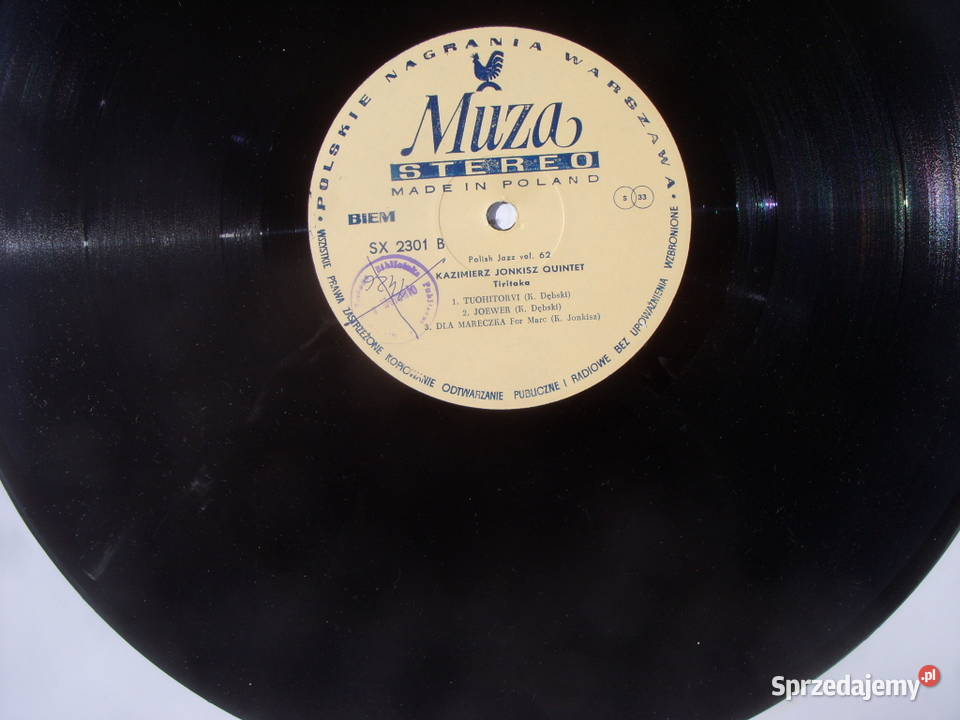 • POLSKIE NAGRANIA WARSZAWA •
Muza
STEREO
MADE IN POLAND
BIEM
S 33
SX 2301 B
Polish Jazz vol. 62
KAZIMIERZ JONKISZ QUINTET
Tiritaka
1. TUOHITORVI (K. Dębski)
2. JOEWER (K. Dębski)
3. DLA MARECZKA For Marc (K. Jonkisz)
Biblioteka Publiczna
WSZYSTKIE PRAWA ZASTRZEŻONE KOPIOWANIE ODTWARZANIE PUBLICZNE I RADIOWE BEZ UPOWAŻNIENIA WZBRONIONE
Sprzedajemy.pl